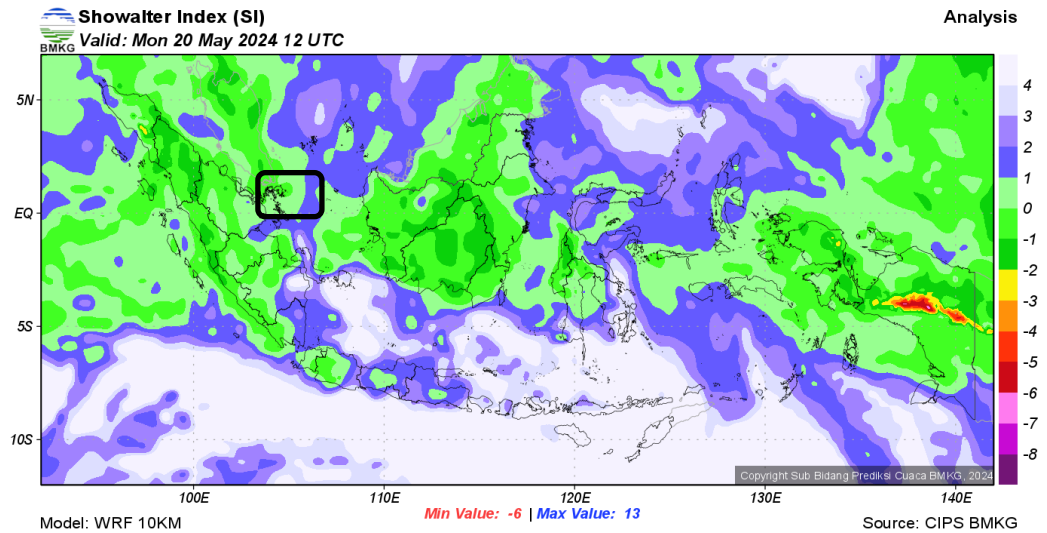 Showalter Index (SI)
Analysis
BMKG
Valid: Mon 20 May 2024 12 UTC
5N
EQ
5S
10S
100E
110E
120E
130E
140E
4
3
2
1
0
-1
-2
-3
-4
-5
-6
-7
-8
Copyright Sub Bidang Prediksi Cuaca BMKG, 2024
Min Value: -6 | Max Value: 13
Model: WRF 10KM
Source: CIPS BMKG